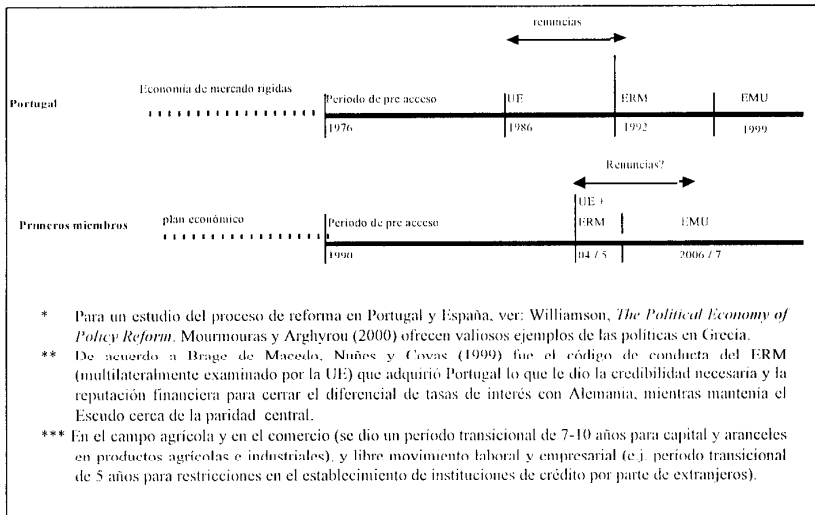 renuncias
Economía de mercado rígidas
Portugal
Periodo de pre acceso
UE
ERM
EMU
1976
1986
1992
1999
Renuncias?
UE +
Primeros miembros
plan económico
Periodo de pre acceso
ERM
EMU
1990
04 / 5
2006 / 7
* Para un estudio del proceso de reforma en Portugal y España, ver: Williamson, The Political Economy of
Policy Reform. Mourmouras y Arghyrou (2000) ofrecen valiosos ejemplos de las políticas en Grecia.
** De acuerdo a Brage de Macedo, Nuñes y Covas (1999) fue el código de conducta del ERM
(multilateralmente examinado por la UE) que adquirió Portugal lo que le dio la credibilidad necesaria y la
reputación financiera para cerrar el diferencial de tasas de interés con Alemania, mientras mantenía el
Escudo cerca de la paridad central.
*** En el campo agrícola y en el comercio (se dio un periodo transicional de 7-10 años para capital y aranceles
en productos agrícolas e industriales), y libre movimiento laboral y empresarial (e.j. periodo transicional
de 5 años para restricciones en el establecimiento de instituciones de crédito por parte de extranjeros).